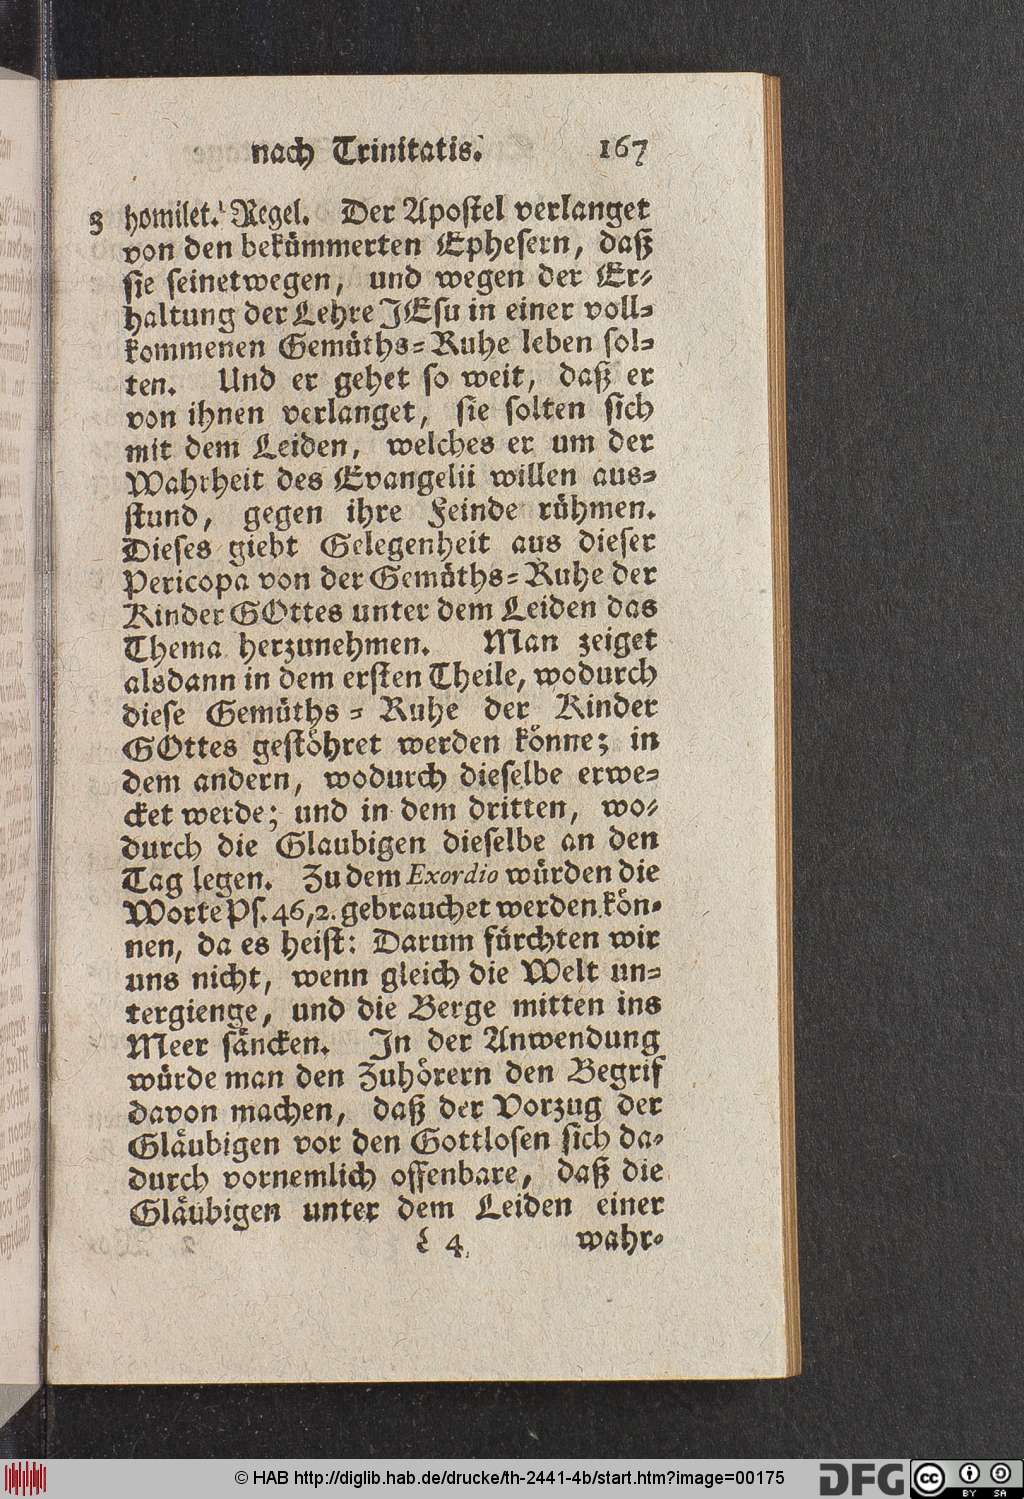 nach Trinitatis. 167
3 homilet. Regel. Der Apostel verlanget
von den bekümmerten Ephesern, daß
sie seinetwegen, und wegen der Er-
haltung der Lehre JEsu in einer voll-
kommenen Gemüths-Ruhe leben sol-
ten. Und er gehet so weit, daß er
von ihnen verlanget, sie solten sich
mit dem Leiden, welches er um der
Wahrheit des Evangelii willen aus-
stund, gegen ihre Feinde rühmen.
Dieses giebt Gelegenheit aus dieser
Pericopa von der Gemüths-Ruhe der
Kinder GOttes unter dem Leiden das
Thema herzunehmen. Man zeiget
alsdann in dem ersten Theile, wodurch
diese Gemüths-Ruhe der Kinder
GOttes gestöhret werden könne; in
dem andern, wodurch dieselbe erwe-
cket werde; und in dem dritten, wo-
durch die Glaubigen dieselbe an den
Tag legen. Zu dem Exordio würden die
Worte Ps. 46,2. gebrauchet werden kön-
nen, da es heist: Darum fürchten wir
uns nicht, wenn gleich die Welt un-
tergienge, und die Berge mitten ins
Meer säncken. In der Anwendung
würde man den Zuhörern den Begrif
davon machen, daß der Vorzug der
Gläubigen vor den Gottlosen sich da-
durch vornemlich offenbare, daß die
Gläubigen unter dem Leiden einer
L 4 wahr-
© HAB http://diglib.hab.de/drucke/th-2441-4b/start.htm?image=00175
DFG
cc BY SA